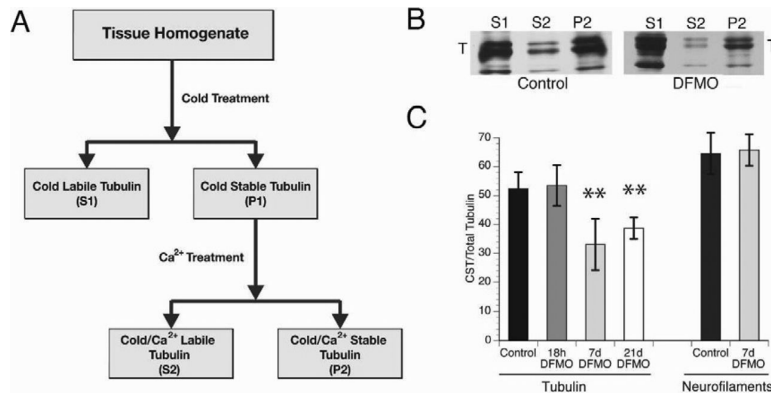 A
Tissue Homogenate
Cold Treatment
Cold Labile Tubulin
(S1)
Cold Stable Tubulin
(P1)
Ca2+ Treatment
Cold/Ca2+ Labile
Tubulin
(S2)
Cold/Ca2+ Stable
Tubulin
(P2)
B
S1 S2 P2
S1 S2 P2
T
T
Control
DFMO
C
CST/Total Tubulin
70
60
50
40
30
20
10
0
** **
Control
18h
DFMO
7d
DFMO
21d
DFMO
Control
7d
DFMO
Tubulin
Neurofilaments